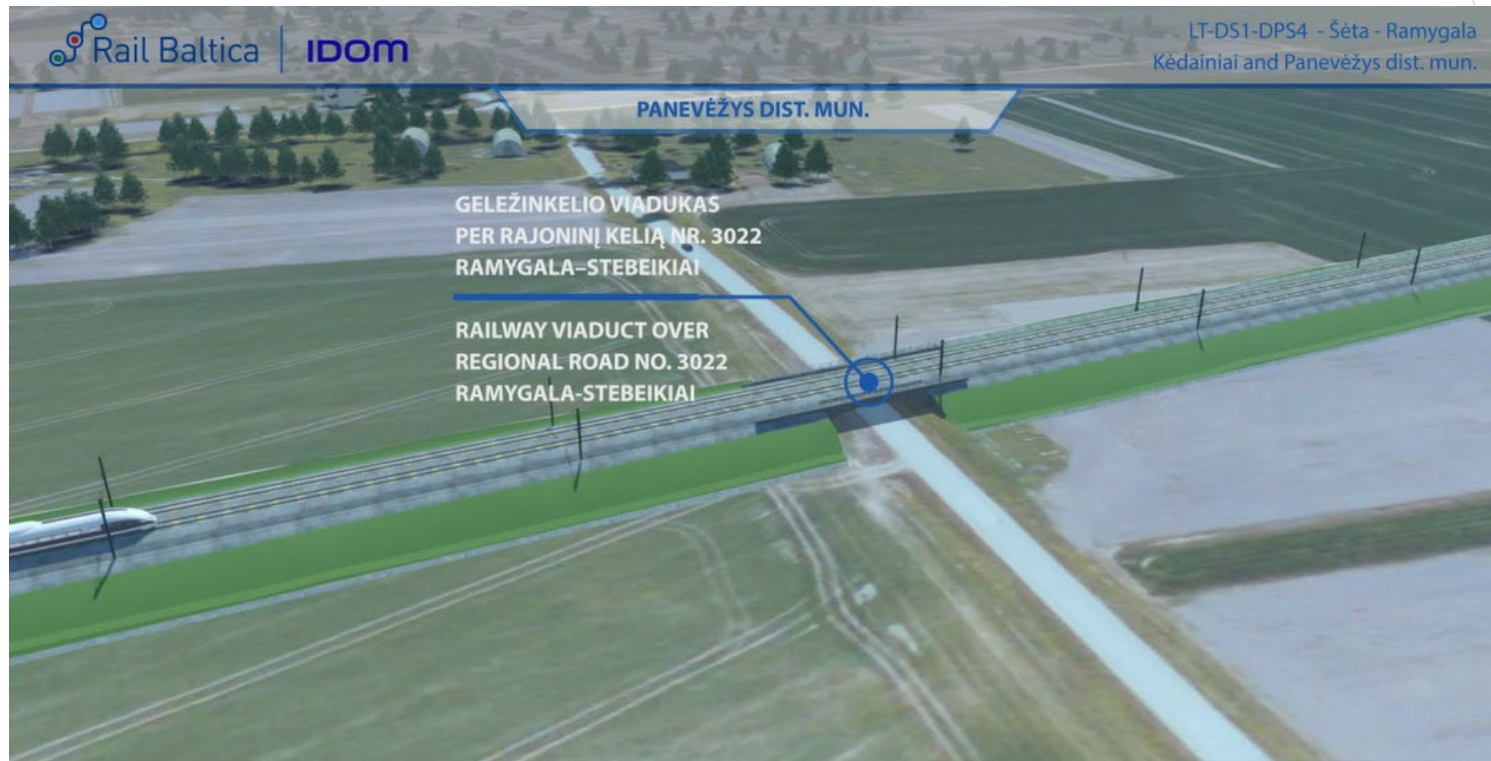 Rail Baltica
IDOM
LT-DS1-DPS4 - Šėta - Ramygala
Kėdainiai and Panevėžys dist. mun.
PANEVĖŽYS DIST. MUN.
GELEŽINKELIO VIADUKAS
PER RAJONINĮ KELIĄ NR. 3022
RAMYGALA–STEBEIKIAI
RAILWAY VIADUCT OVER
REGIONAL ROAD NO. 3022
RAMYGALA-STEBEIKIAI